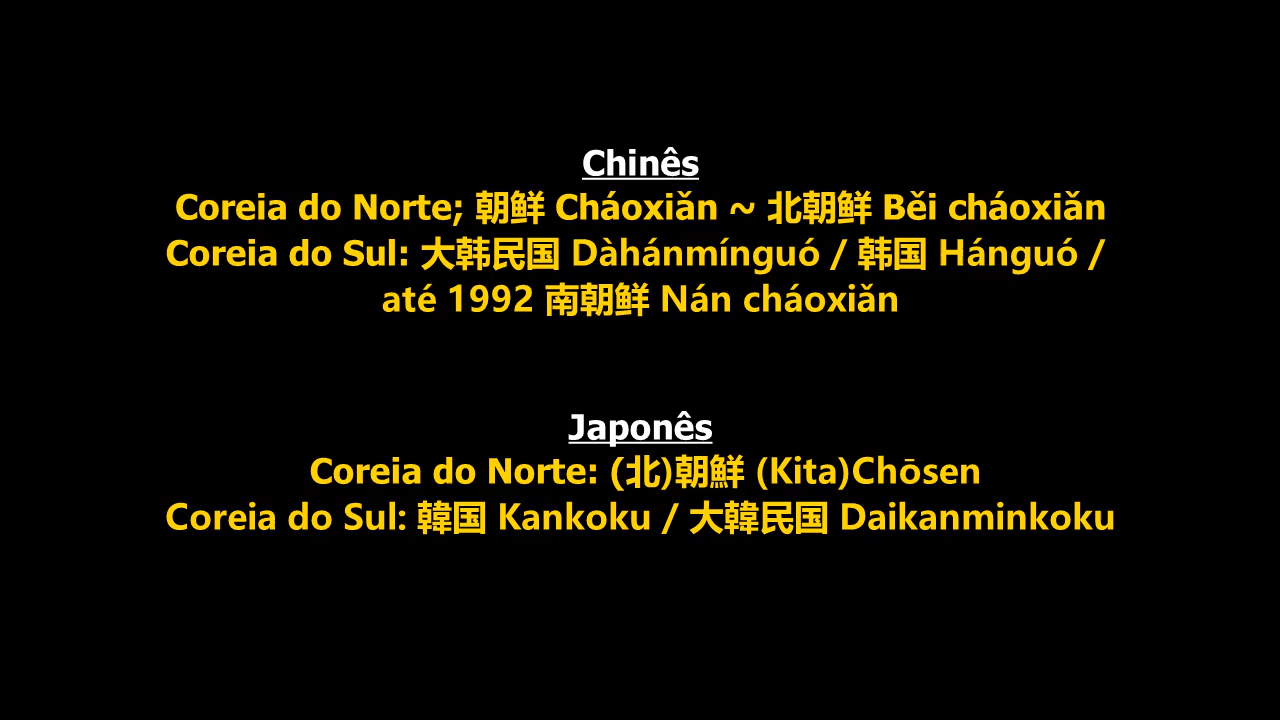 Chinês
Coreia do Norte; 朝鲜 Cháoxiǎn ~ 北朝鲜 Běi cháoxiǎn
Coreia do Sul: 大韩民国 Dàhánmínguó / 韩国 Hánguó /
até 1992 南朝鲜 Nán cháoxiǎn
Japonês
Coreia do Norte: (北)朝鮮 (Kita)Chōsen
Coreia do Sul: 韓国 Kankoku / 大韓民国 Daikanminkoku